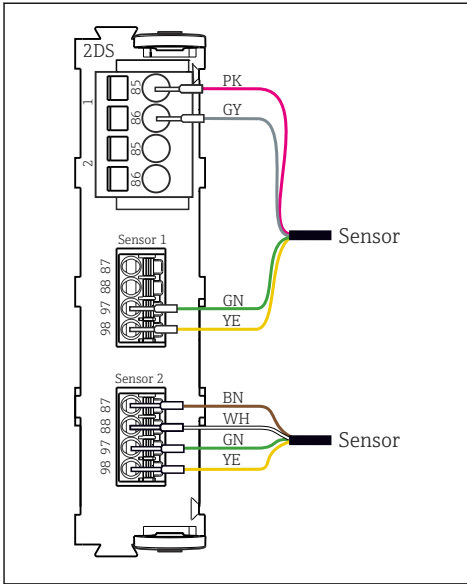 2DS
1
85
PK
86
GY
2
85
86
Sensor
Sensor 1
87
88
97
GN
98
YE
Sensor 2
87
BN
88
WH
97
GN
Sensor
98
YE